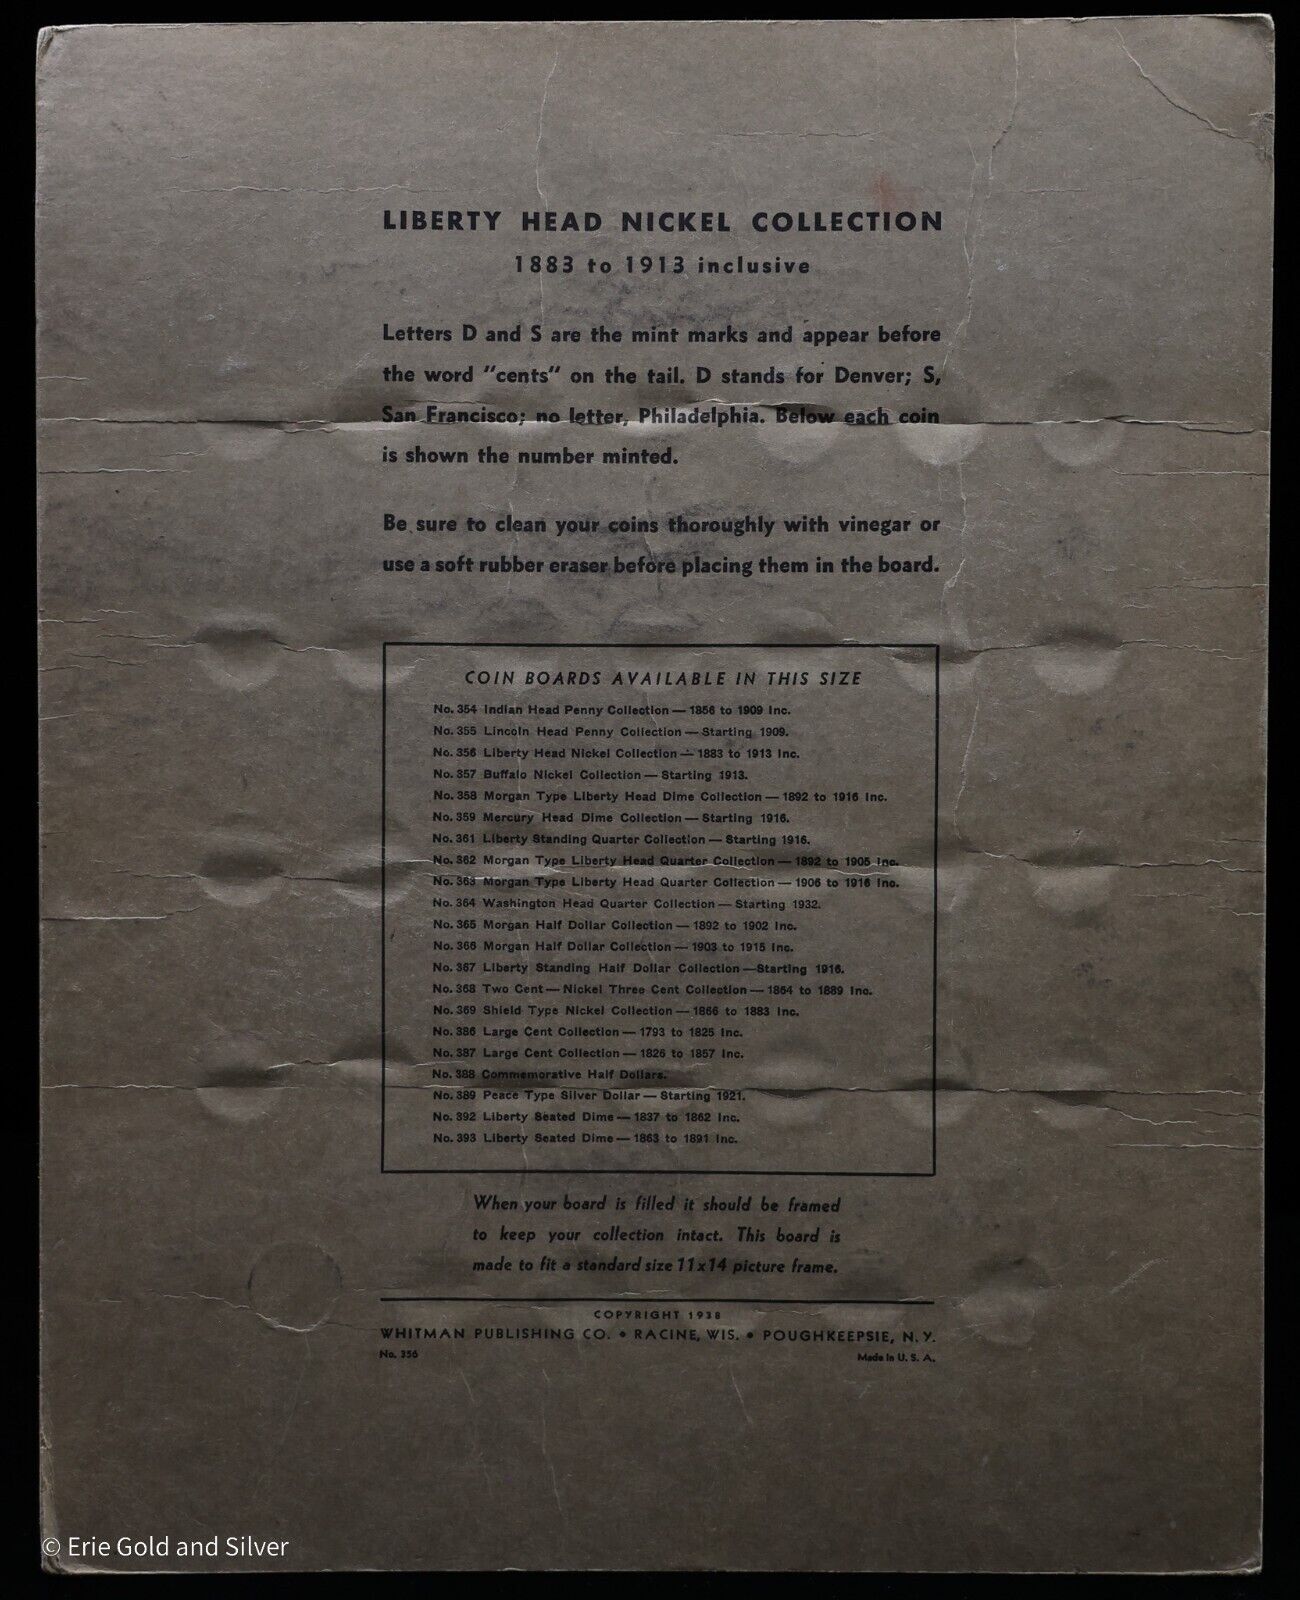 LIBERTY HEAD NICKEL COLLECTION
1883 to 1913 inclusive
Letters D and S are the mint marks and appear before
the word "cents" on the tail. D stands for Denver; S,
San Francisco; no letter, Philadelphia. Below each coin
is shown the number minted.
Be sure to clean your coins thoroughly with vinegar or
use a soft rubber eraser before placing them in the board.
COIN BOARDS AVAILABLE IN THIS SIZE
No. 354 Indian Head Penny Collection — 1856 to 1909 Inc.
No. 355 Lincoln Head Penny Collection — Starting 1909.
No. 356 Liberty Head Nickel Collection — 1883 to 1913 Inc.
No. 357 Buffalo Nickel Collection — Starting 1913.
No. 358 Morgan Type Liberty Head Dime Collection — 1892 to 1916 Inc.
No. 359 Mercury Head Dime Collection — Starting 1916.
No. 361 Liberty Standing Quarter Collection — Starting 1916.
No. 362 Morgan Type Liberty Head Quarter Collection — 1892 to 1905 Inc.
No. 363 Morgan Type Liberty Head Quarter Collection — 1906 to 1916 Inc.
No. 364 Washington Head Quarter Collection — Starting 1932.
No. 365 Morgan Half Dollar Collection — 1892 to 1902 Inc.
No. 366 Morgan Half Dollar Collection — 1903 to 1915 Inc.
No. 367 Liberty Standing Half Dollar Collection —Starting 1916.
No. 368 Two Cent — Nickel Three Cent Collection — 1864 to 1889 Inc.
No. 369 Shield Type Nickel Collection — 1866 to 1883 Inc.
No. 386 Large Cent Collection — 1793 to 1825 Inc.
No. 387 Large Cent Collection — 1826 to 1857 Inc.
No. 388 Commemorative Half Dollars.
No. 389 Peace Type Silver Dollar — Starting 1921.
No. 392 Liberty Seated Dime — 1837 to 1862 Inc.
No. 393 Liberty Seated Dime — 1863 to 1891 Inc.
When your board is filled it should be framed
to keep your collection intact. This board is
made to fit a standard size 11x14 picture frame.
COPYRIGHT 1938
WHITMAN PUBLISHING CO. • RACINE, WIS. • POUGHKEEPSIE, N. Y.
No. 356 Made in U. S. A.
© Erie Gold and Silver